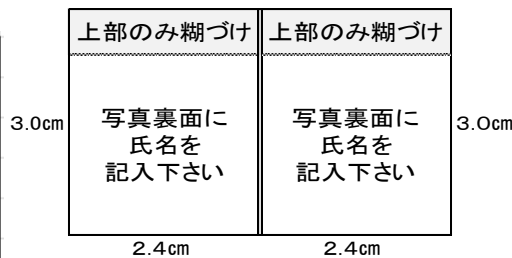 上部のみ糊づけ 上部のみ糊づけ
3.0㎝ 写真裏面に 写真裏面に 3.0㎝
氏名を 氏名を
記入下さい 記入下さい
2.4㎝ 2.4㎝